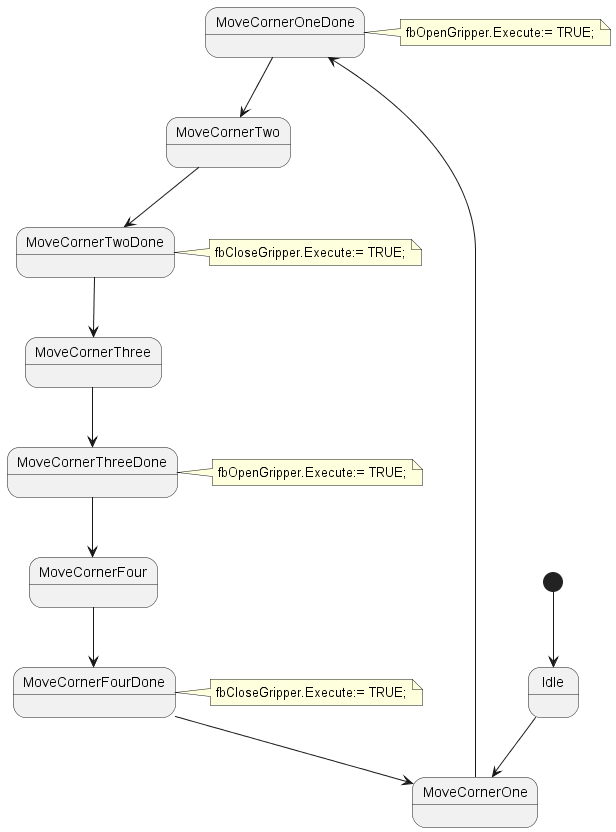 MoveCornerOneDone
fbOpenGripper.Execute:= TRUE;
MoveCornerTwo
MoveCornerTwoDone
fbCloseGripper.Execute:= TRUE;
MoveCornerThree
MoveCornerThreeDone
fbOpenGripper.Execute:= TRUE;
MoveCornerFour
MoveCornerFourDone
fbCloseGripper.Execute:= TRUE;
Idle
MoveCornerOne